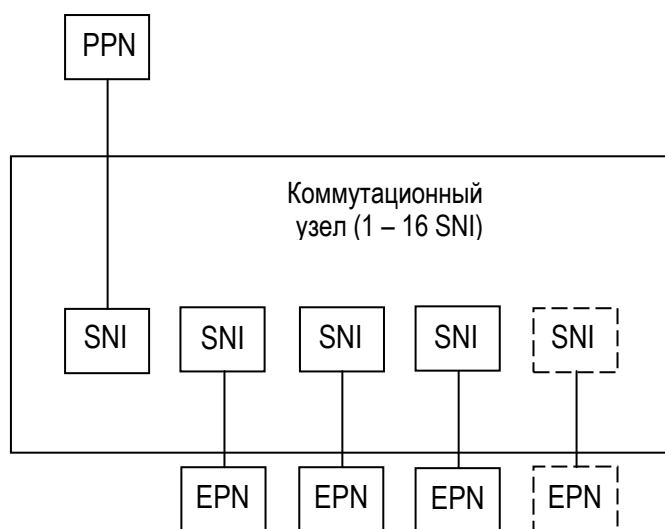 PPN
Коммутационный
узел (1 – 16 SNI)
SNI
SNI
SNI
SNI
SNI
EPN
EPN
EPN
EPN